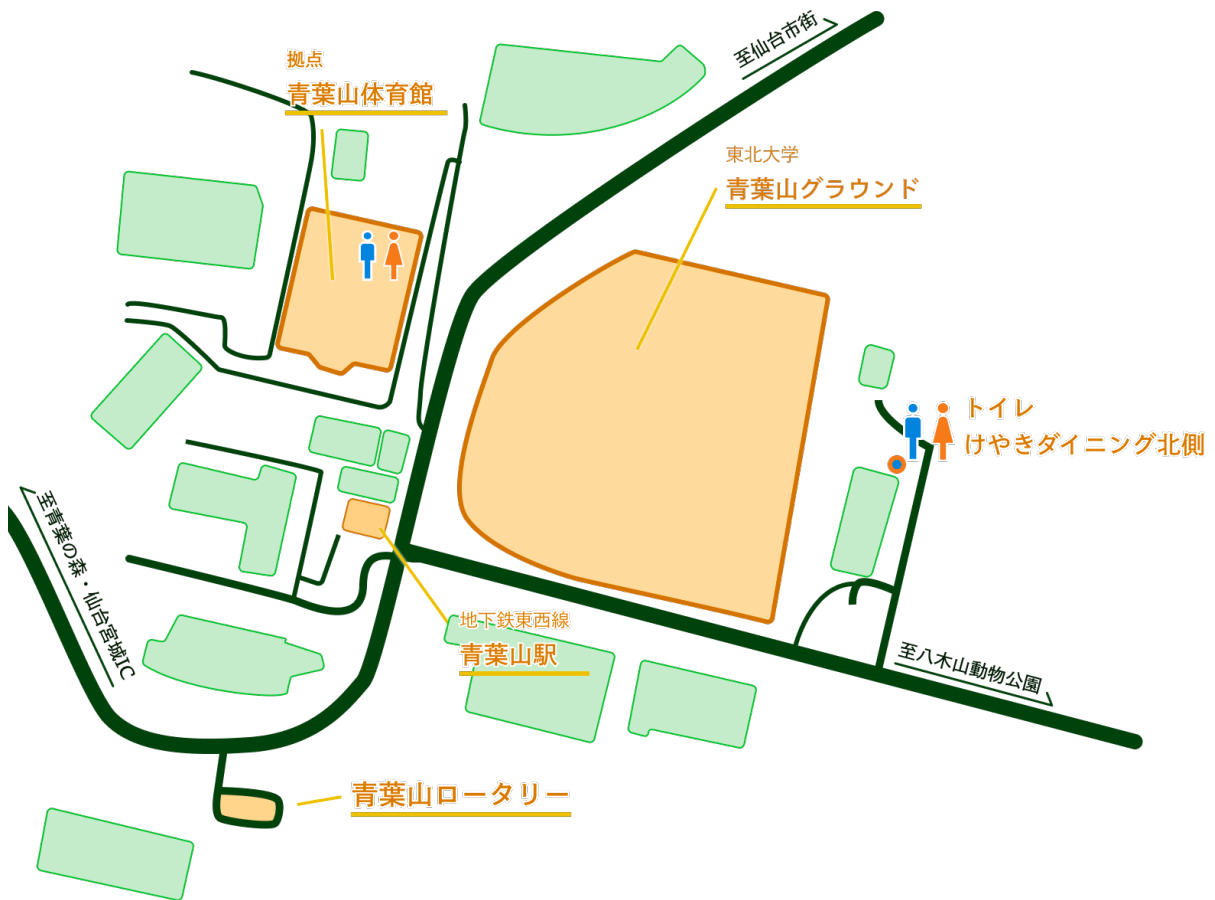 至仙台市街
拠点
青葉山体育館
東北大学
青葉山グラウンド
トイレ
けやきダイニング北側
至青葉の森・仙台宮城IC
地下鉄東西線
青葉山駅
至八木山動物公園
青葉山ロータリー